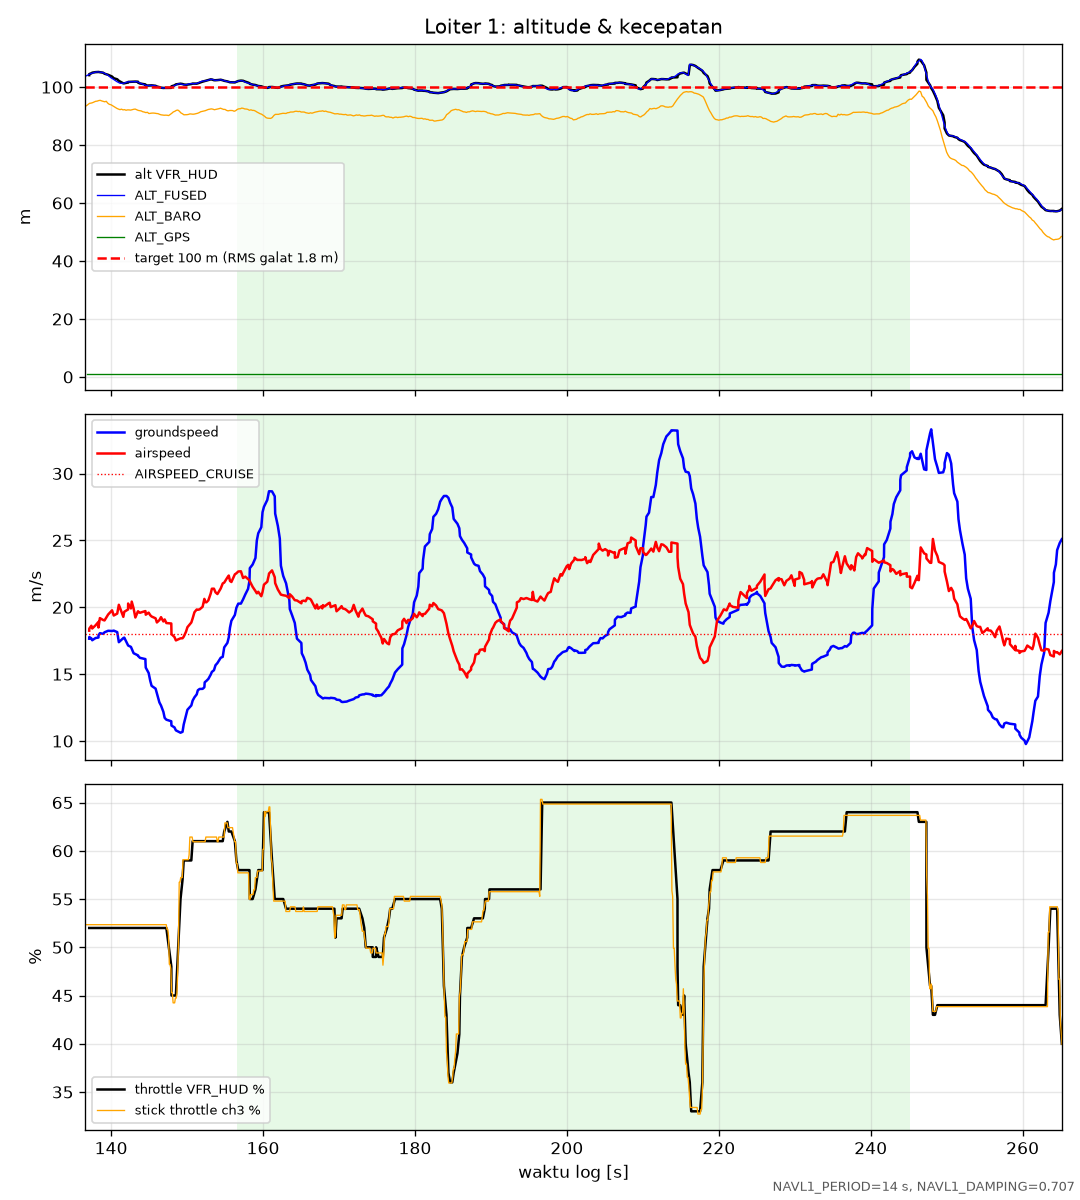 Loiter 1: altitude & kecepatan
100
80
60
40
20
0
m
alt VFR_HUD
ALT_FUSED
ALT_BARO
ALT_GPS
target 100 m (RMS galat 1.8 m)
30
25
20
15
10
m/s
groundspeed
airspeed
AIRSPEED_CRUISE
65
60
55
50
45
40
35
%
throttle VFR_HUD %
stick throttle ch3 %
140 160 180 200 220 240 260
waktu log [s]
NAVL1_PERIOD=14 s, NAVL1_DAMPING=0.707